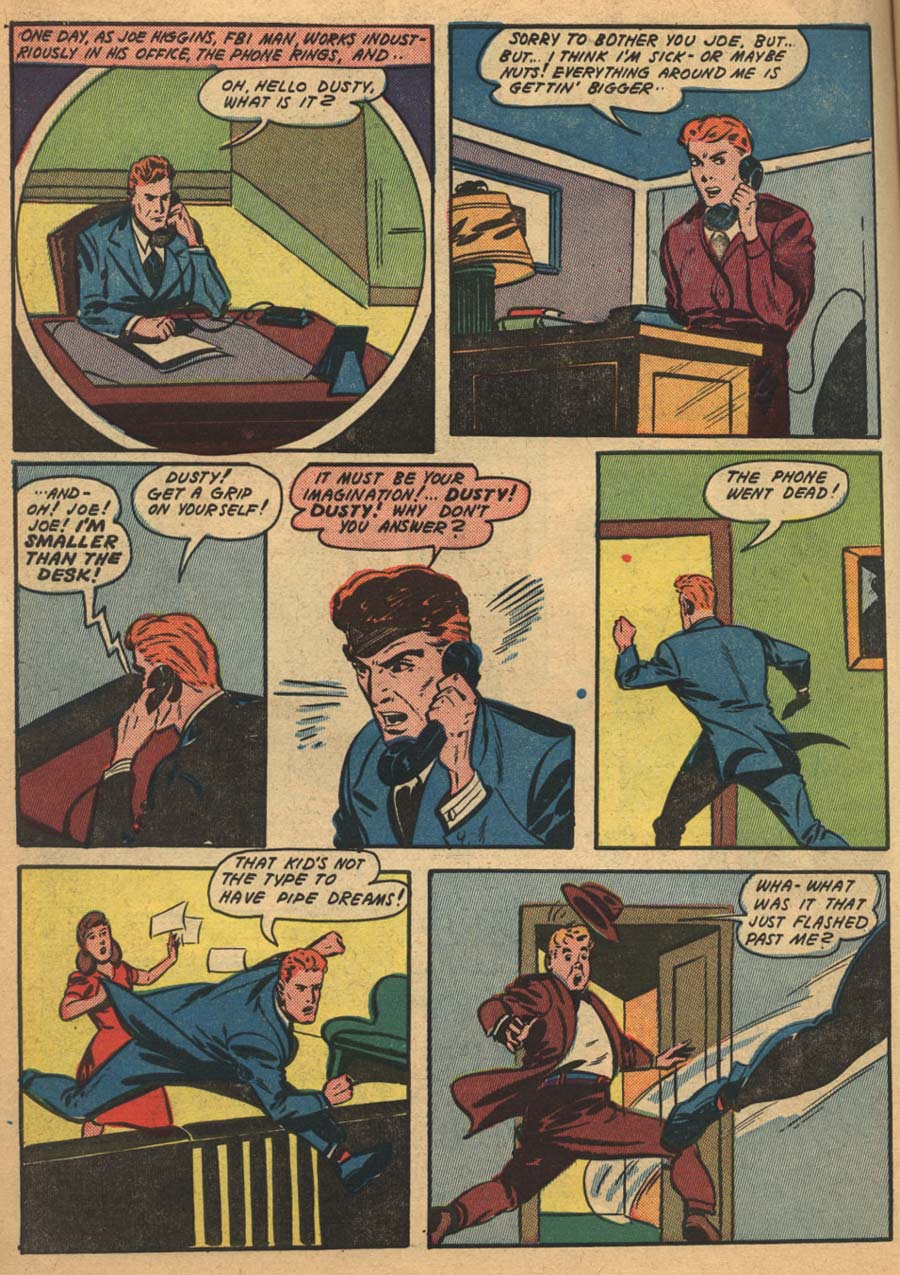 ONE DAY, AS JOE HIGGINS, FBI MAN, WORKS INDUST-
RIOUSLY IN HIS OFFICE, THE PHONE RINGS, AND..
OH, HELLO DUSTY,
WHAT IS IT?
SORRY TO BOTHER YOU JOE, BUT..
BUT... I THINK I'M SICK- OR MAYBE
NUTS! EVERYTHING AROUND ME IS
GETTIN' BIGGER..
...AND-
OH! JOE!
JOE! I'M
SMALLER
THAN THE
DESK!
DUSTY!
GET A GRIP
ON YOURSELF!
IT MUST BE YOUR
IMAGINATION!... DUSTY!
DUSTY! WHY DON'T
YOU ANSWER?
THE PHONE
WENT DEAD!
THAT KID'S NOT
THE TYPE TO
HAVE PIPE DREAMS!
WHA-WHAT
WAS IT THAT
JUST FLASHED
PAST ME?